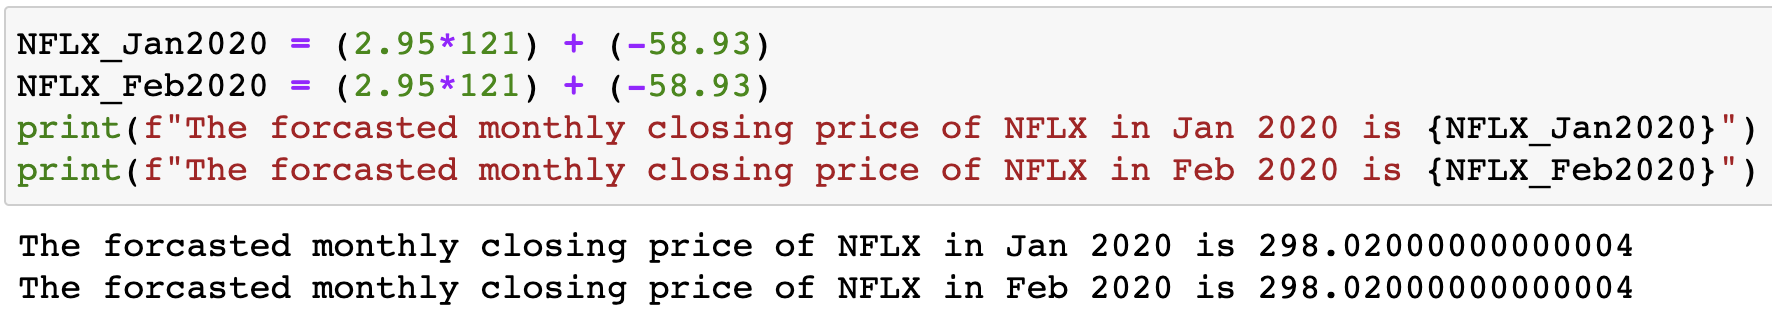 NFLX_Jan2020 = (2.95*121) + (-58.93)
NFLX_Feb2020 = (2.95*121) + (-58.93)
print(f"The forcasted monthly closing price of NFLX in Jan 2020 is {NFLX_Jan2020}")
print(f"The forcasted monthly closing price of NFLX in Feb 2020 is {NFLX_Feb2020}")
The forcasted monthly closing price of NFLX in Jan 2020 is 298.02000000000004
The forcasted monthly closing price of NFLX in Feb 2020 is 298.02000000000004